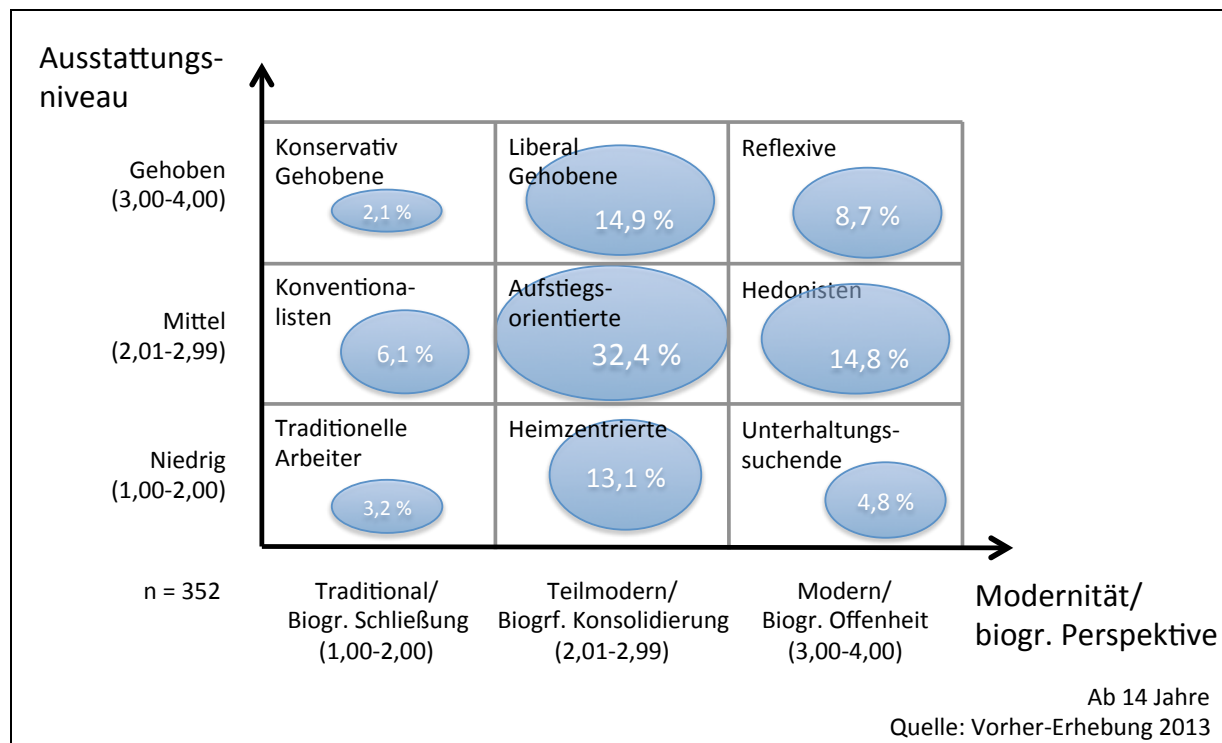 Ausstattungs-
niveau
Gehoben
(3,00-4,00)
Konservativ
Gehobene
2,1 %
Liberal
Gehobene
14,9 %
Reflexive
8,7 %
Mittel
(2,01-2,99)
Konventiona-
listen
6,1 %
Aufstiegs-
orientierte
32,4 %
Hedonisten
14,8 %
Niedrig
(1,00-2,00)
Traditionelle
Arbeiter
3,2 %
Heimzentrierte
13,1 %
Unterhaltungs-
suchende
4,8 %
n = 352
Traditional/
Biogr. Schließung
(1,00-2,00)
Teilmodern/
Biogrf. Konsolidierung
(2,01-2,99)
Modern/
Biogr. Offenheit
(3,00-4,00)
Modernität/
biogr. Perspektive
Ab 14 Jahre
Quelle: Vorher-Erhebung 2013